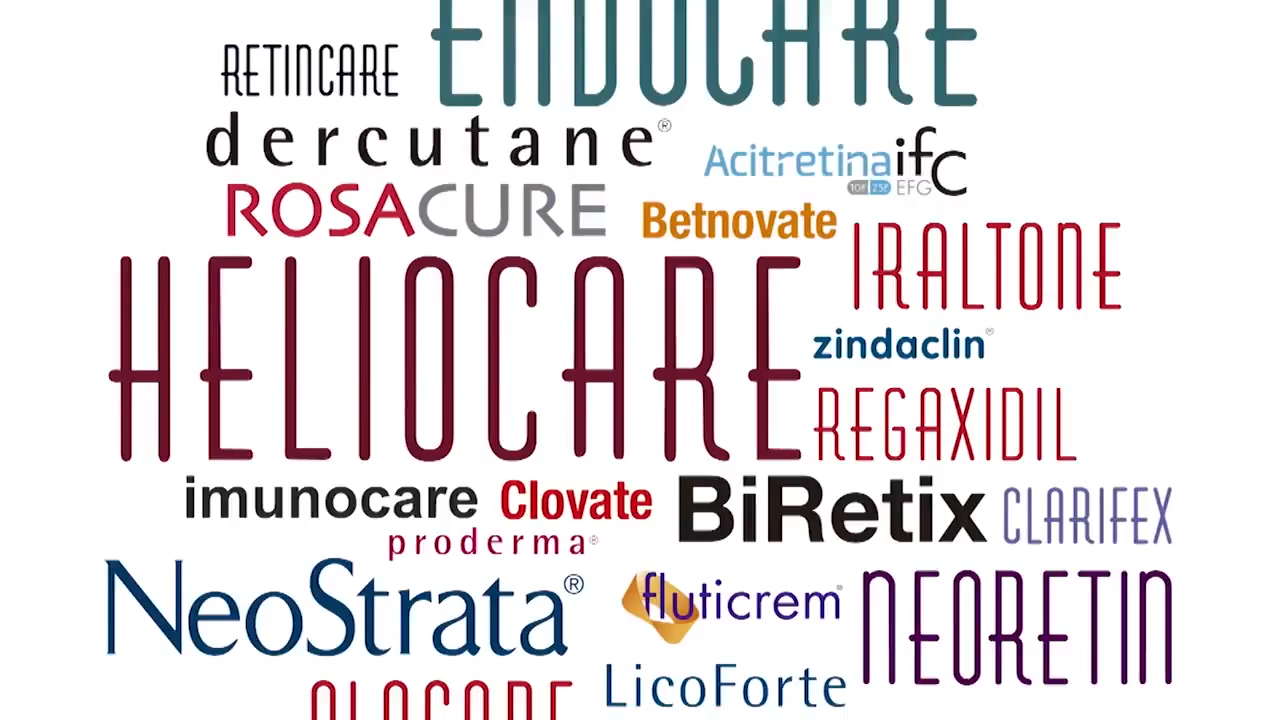 ENDOCARE
RETINCARE
dercutane®
Acitretina ifc
10 25 EFG
ROSACURE
Betnovate
IRALTONE
HELIOCARE
zindaclin®
REGAXIDIL
imunocare Clovate BiRetix CLARIFEX
proderma®
NeoStrata® fluticrem® NEORETIN
LicoForte